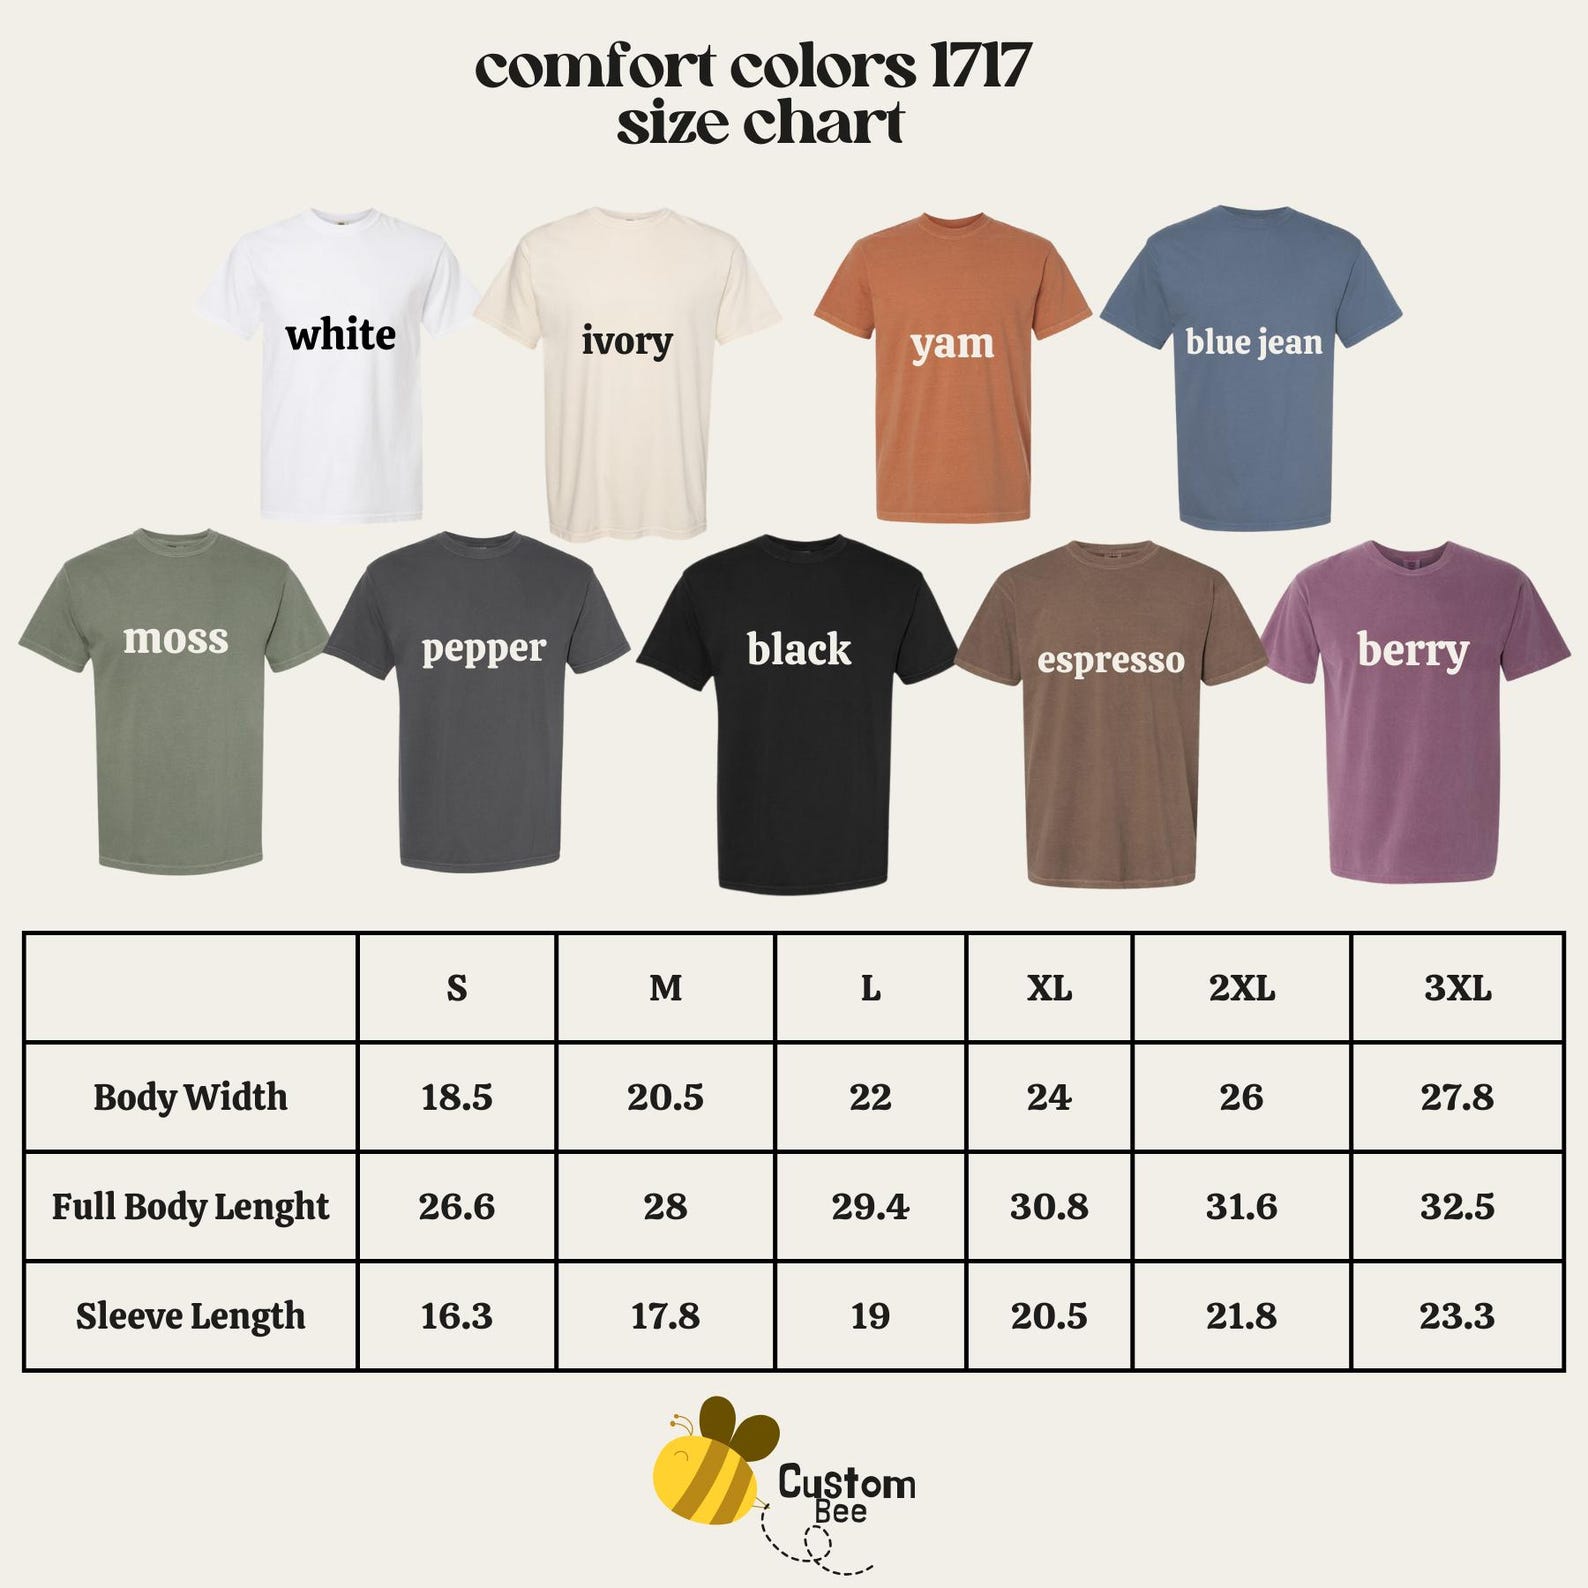 comfort colors 1717
size chart
white
ivory
yam
blue jean
moss
pepper
black
espresso
berry
S M L XL 2XL 3XL
Body Width 18.5 20.5 22 24 26 27.8
Full Body Lenght 26.6 28 29.4 30.8 31.6 32.5
Sleeve Length 16.3 17.8 19 20.5 21.8 23.3
Custom
Bee